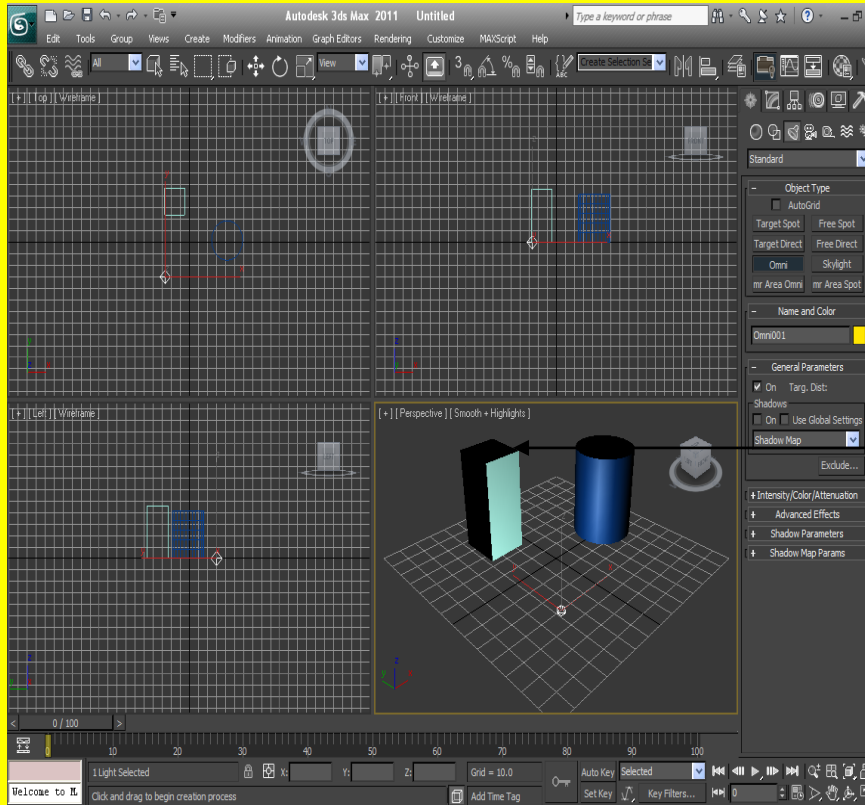 Autodesk 3ds Max 2011 Untitled
Type a keyword or phrase
Edit Tools Group Views Create Modifiers Animation Graph Editors Rendering Customize MAXScript Help
All
View
3
Create Selection Se
[ + ] [ Top ] [ Wireframe ]
[ + ] [ Front ] [ Wireframe ]
TOP
FRONT
Standard
- Object Type
AutoGrid
Target Spot Free Spot
Target Direct Free Direct
Omni Skylight
mr Area Omni mr Area Spot
- Name and Color
Omni001
- General Parameters
On Targ. Dist:
Shadows
On Use Global Settings
Shadow Map
Exclude...
+ Intensity/Color/Attenuation
+ Advanced Effects
+ Shadow Parameters
+ Shadow Map Params
[ + ] [ Left ] [ Wireframe ]
[ + ] [ Perspective ] [ Smooth + Highlights ]
< 0 / 100 >
0 10 20 30 40 50 60 70 80 90 100
1 Light Selected X: Y: Z: Grid = 10.0 Auto Key Selected
Welcome to M. Click and drag to begin creation process Add Time Tag Set Key Key Filters... 0